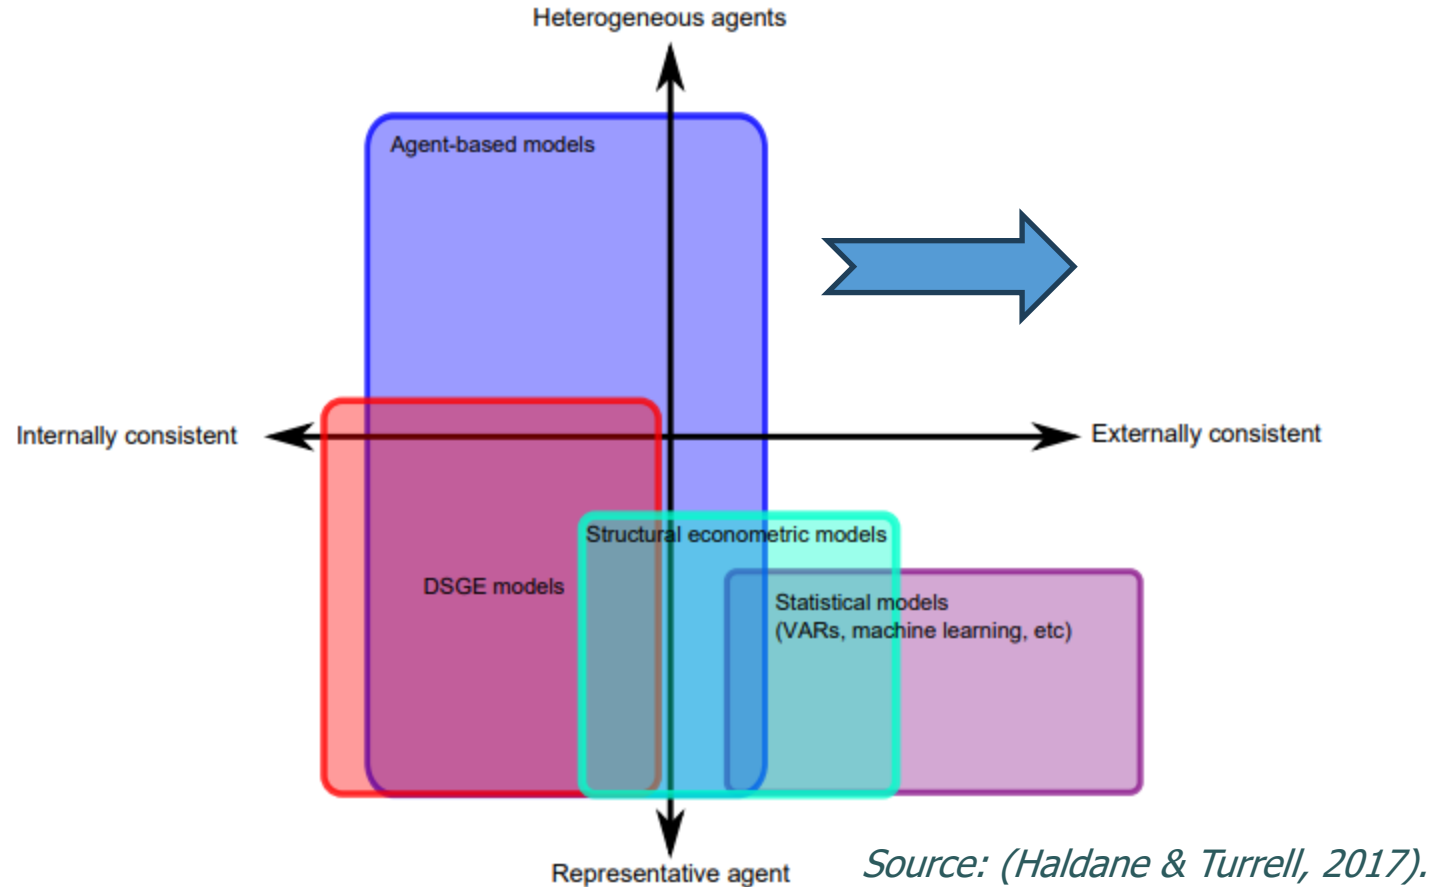 Heterogeneous agents
Agent-based models
Internally consistent
Externally consistent
Structural econometric models
DSGE models
Statistical models
(VARs, machine learning, etc)
Representative agent
Source: (Haldane & Turrell, 2017).